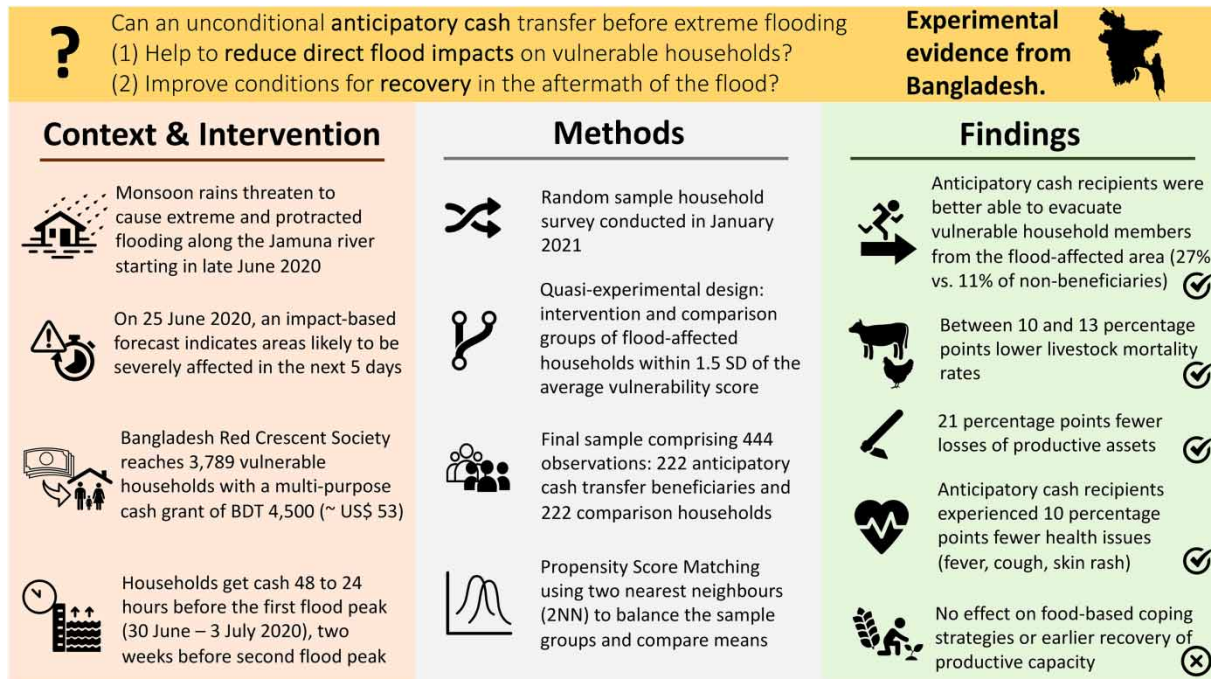 ?
Can an unconditional anticipatory cash transfer before extreme flooding
(1) Help to reduce direct flood impacts on vulnerable households?
(2) Improve conditions for recovery in the aftermath of the flood?
Experimental
evidence from
Bangladesh.
Context & Intervention
Monsoon rains threaten to
cause extreme and protracted
flooding along the Jamuna river
starting in late June 2020
On 25 June 2020, an impact-based
forecast indicates areas likely to be
severely affected in the next 5 days
Bangladesh Red Crescent Society
reaches 3,789 vulnerable
households with a multi-purpose
cash grant of BDT 4,500 (~ US$ 53)
Households get cash 48 to 24
hours before the first flood peak
(30 June – 3 July 2020), two
weeks before second flood peak
Methods
Random sample household
survey conducted in January
2021
Quasi-experimental design:
intervention and comparison
groups of flood-affected
households within 1.5 SD of the
average vulnerability score
Final sample comprising 444
observations: 222 anticipatory
cash transfer beneficiaries and
222 comparison households
Propensity Score Matching
using two nearest neighbours
(2NN) to balance the sample
groups and compare means
Findings
Anticipatory cash recipients were
better able to evacuate
vulnerable household members
from the flood-affected area (27%
vs. 11% of non-beneficiaries)
Between 10 and 13 percentage
points lower livestock mortality
rates
21 percentage points fewer
losses of productive assets
Anticipatory cash recipients
experienced 10 percentage
points fewer health issues
(fever, cough, skin rash)
No effect on food-based coping
strategies or earlier recovery of
productive capacity